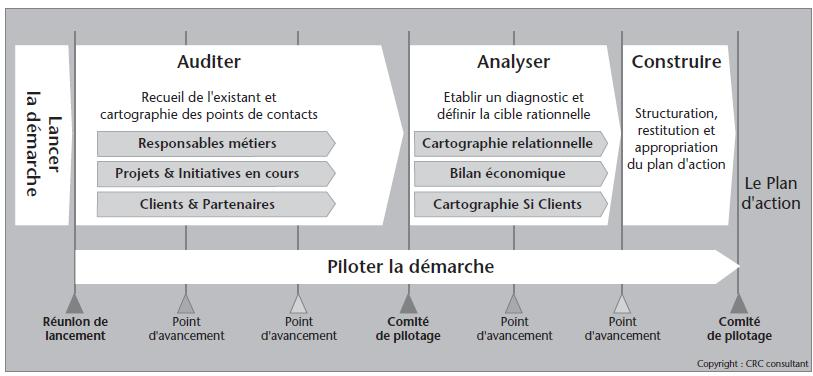 Lancer
la démarche
Auditer
Recueil de l'existant et
cartographie des points de contacts
Responsables métiers
Projets & Initiatives en cours
Clients & Partenaires
Analyser
Etablir un diagnostic et
définir la cible rationnelle
Cartographie relationnelle
Bilan économique
Cartographie Si Clients
Construire
Structuration,
restitution et
appropriation
du plan d'action
Le Plan
d'action
Piloter la démarche
Réunion de
lancement
Point
d'avancement
Point
d'avancement
Comité
de pilotage
Point
d'avancement
Point
d'avancement
Comité
de pilotage
Copyright : CRC consultant